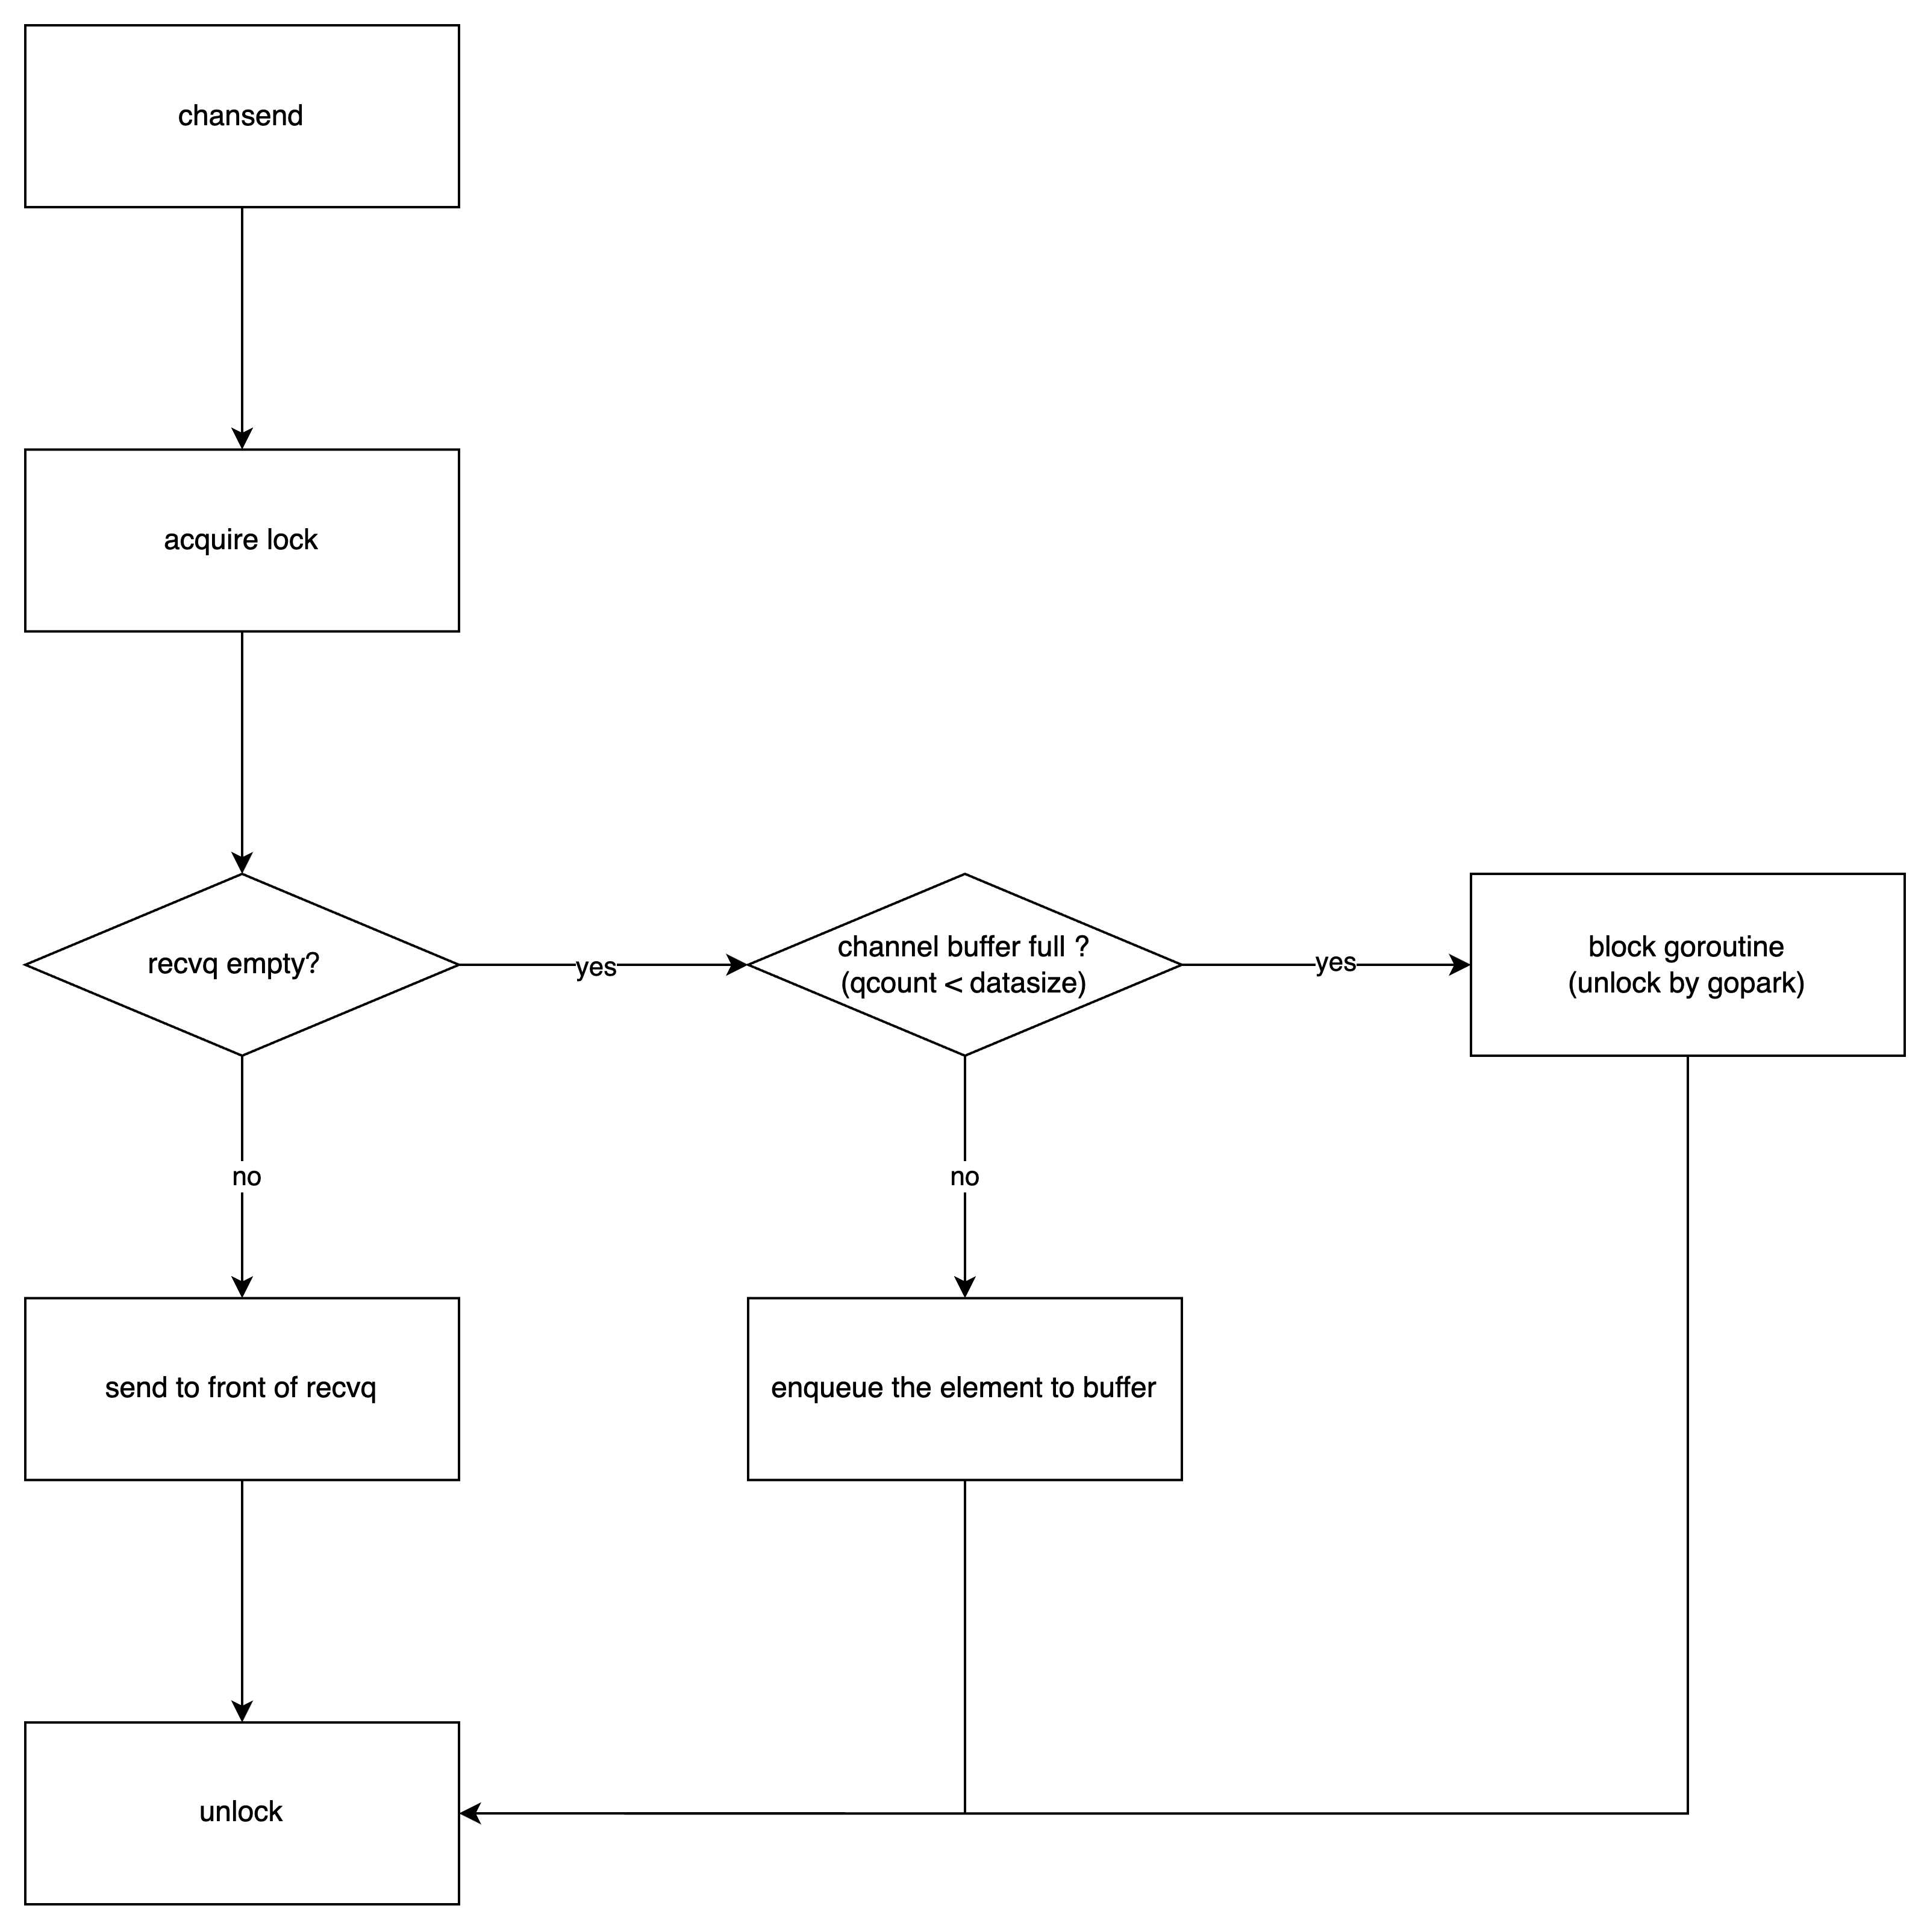 chansend
acquire lock
recvq empty?
yes
channel buffer full ?
(qcount < datasize)
yes
block goroutine
(unlock by gopark)
no
no
send to front of recvq
enqueue the element to buffer
unlock